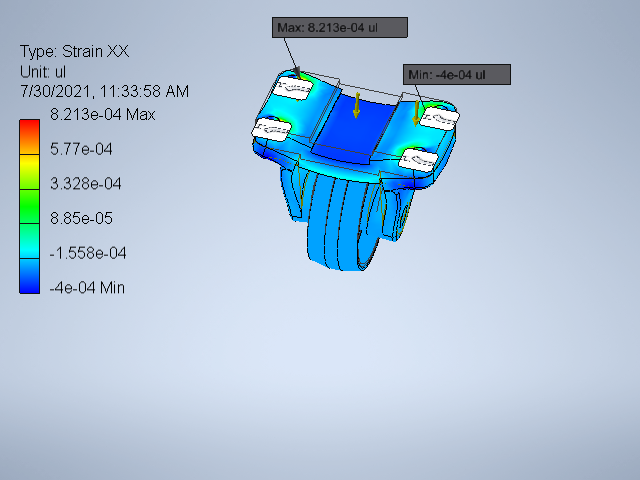 Max: 8.213e-04 ul
Min: -4e-04 ul
Type: Strain XX
Unit: ul
7/30/2021, 11:33:58 AM
8.213e-04 Max
5.77e-04
3.328e-04
8.85e-05
-1.558e-04
-4e-04 Min